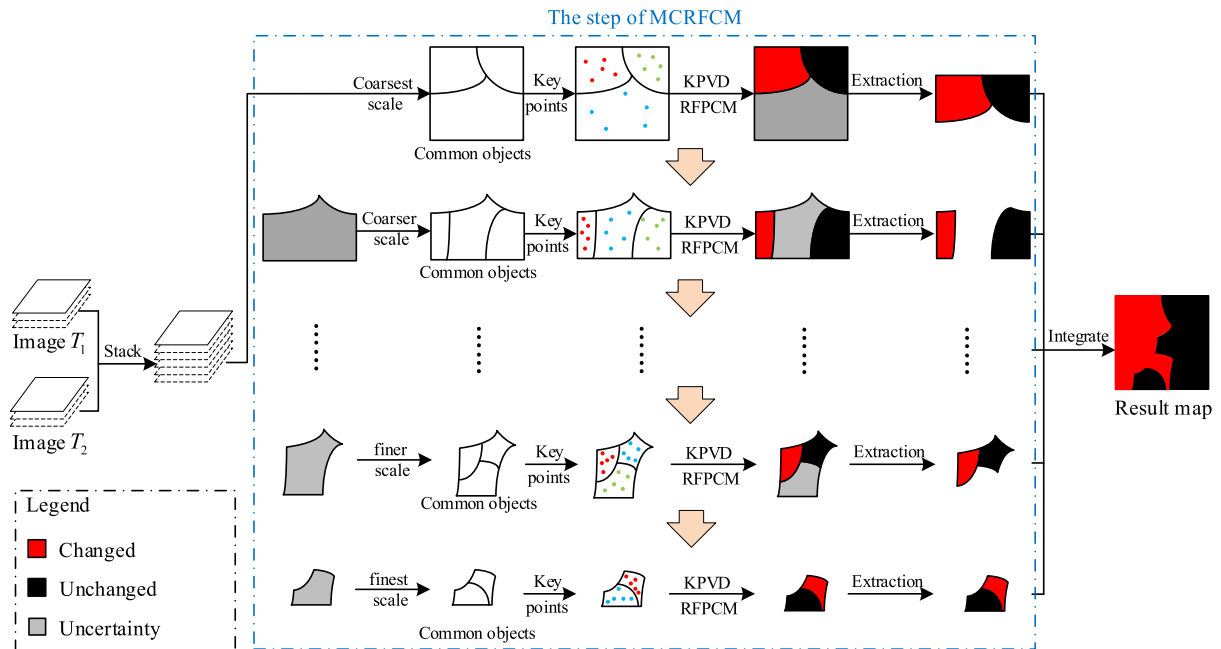 The step of MCRFCM
Coarsest
scale
Key
points
KPVD
RFPCM
Extraction
Common objects
Coarser
scale
Key
points
KPVD
RFPCM
Extraction
Common objects
Image T1
Stack
Image T2
Integrate
Result map
finer
scale
Key
points
KPVD
RFPCM
Extraction
Common objects
finest
scale
Key
points
KPVD
RFPCM
Extraction
Common objects
Legend
Changed
Unchanged
Uncertainty